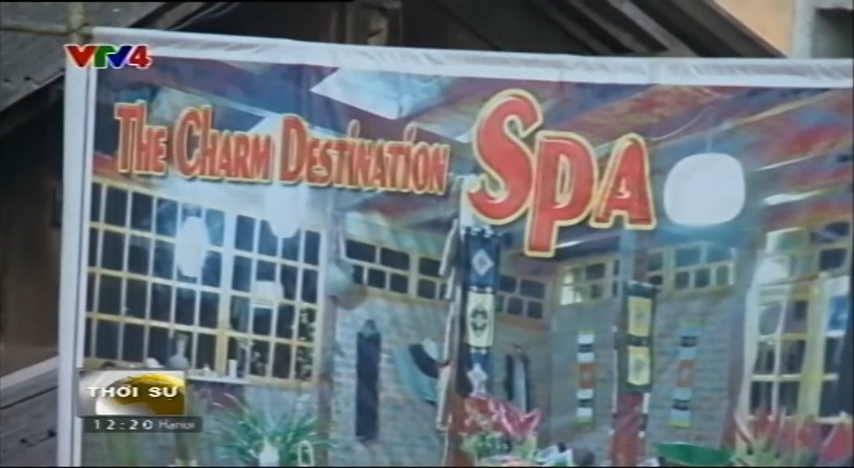 VTV4
THE CHARM DESTINATION SPA
THỜI SỰ
12:20 Hanoi